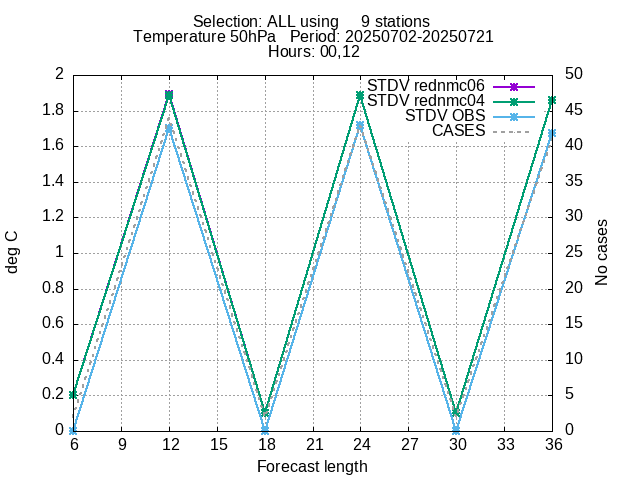 Selection: ALL using 9 stations
Temperature 50hPa Period: 20250702-20250721
Hours: 00,12
STDV rednmc06
STDV rednmc04
STDV OBS
CASES
deg C
2
1.8
1.6
1.4
1.2
1
0.8
0.6
0.4
0.2
0
50
45
40
35
30
25
20
15
10
5
0
No cases
6 9 12 15 18 21 24 27 30 33 36
Forecast length